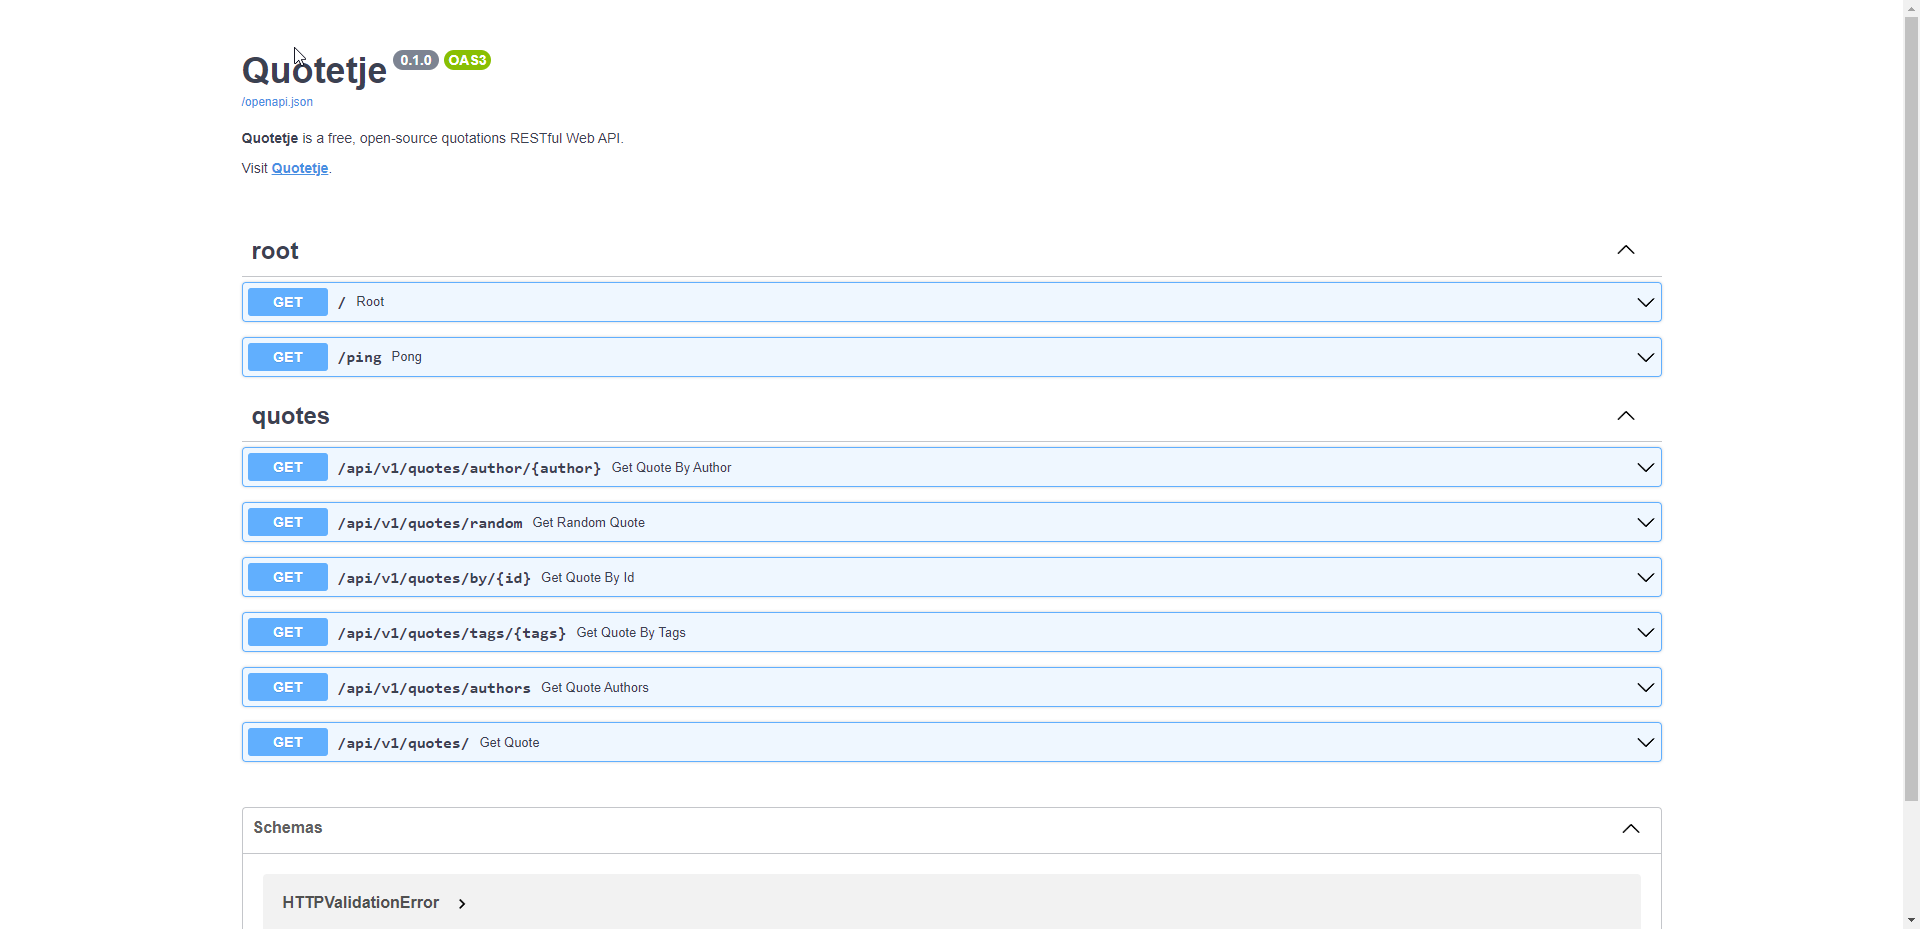 Quotetje 0.1.0 OAS3
/openapi.json
Quotetje is a free, open-source quotations RESTful Web API.
Visit Quotetje.
root
GET / Root
GET /ping Pong
quotes
GET /api/v1/quotes/author/{author} Get Quote By Author
GET /api/v1/quotes/random Get Random Quote
GET /api/v1/quotes/by/{id} Get Quote By Id
GET /api/v1/quotes/tags/{tags} Get Quote By Tags
GET /api/v1/quotes/authors Get Quote Authors
GET /api/v1/quotes/ Get Quote
Schemas
HTTPValidationError